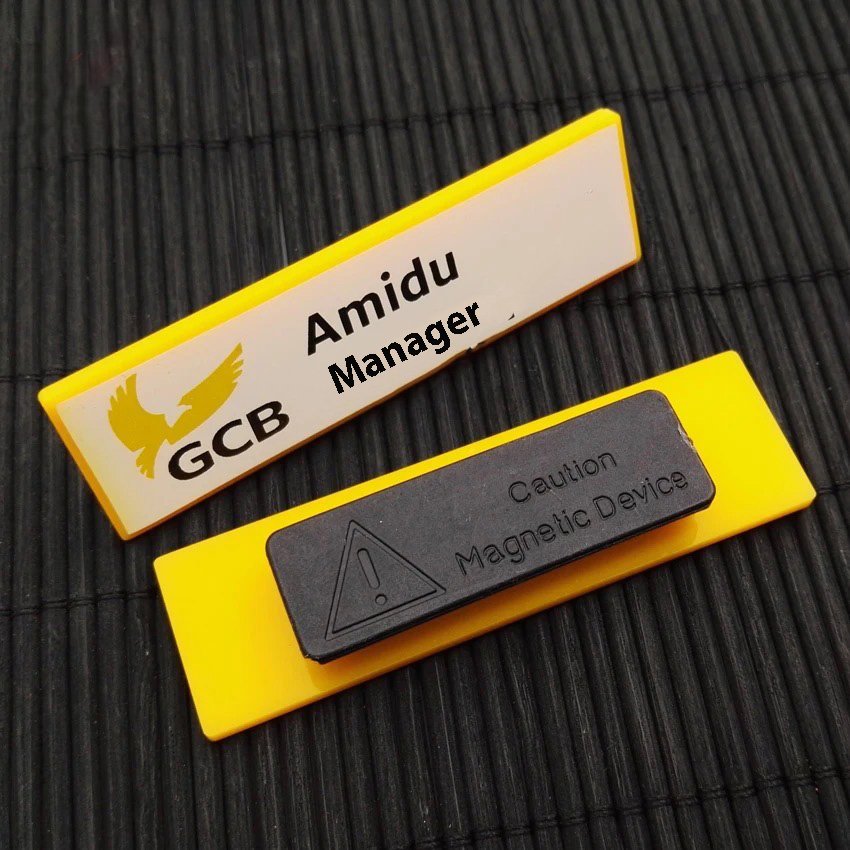 Amidu
Manager
GCB
Caution
Magnetic Device